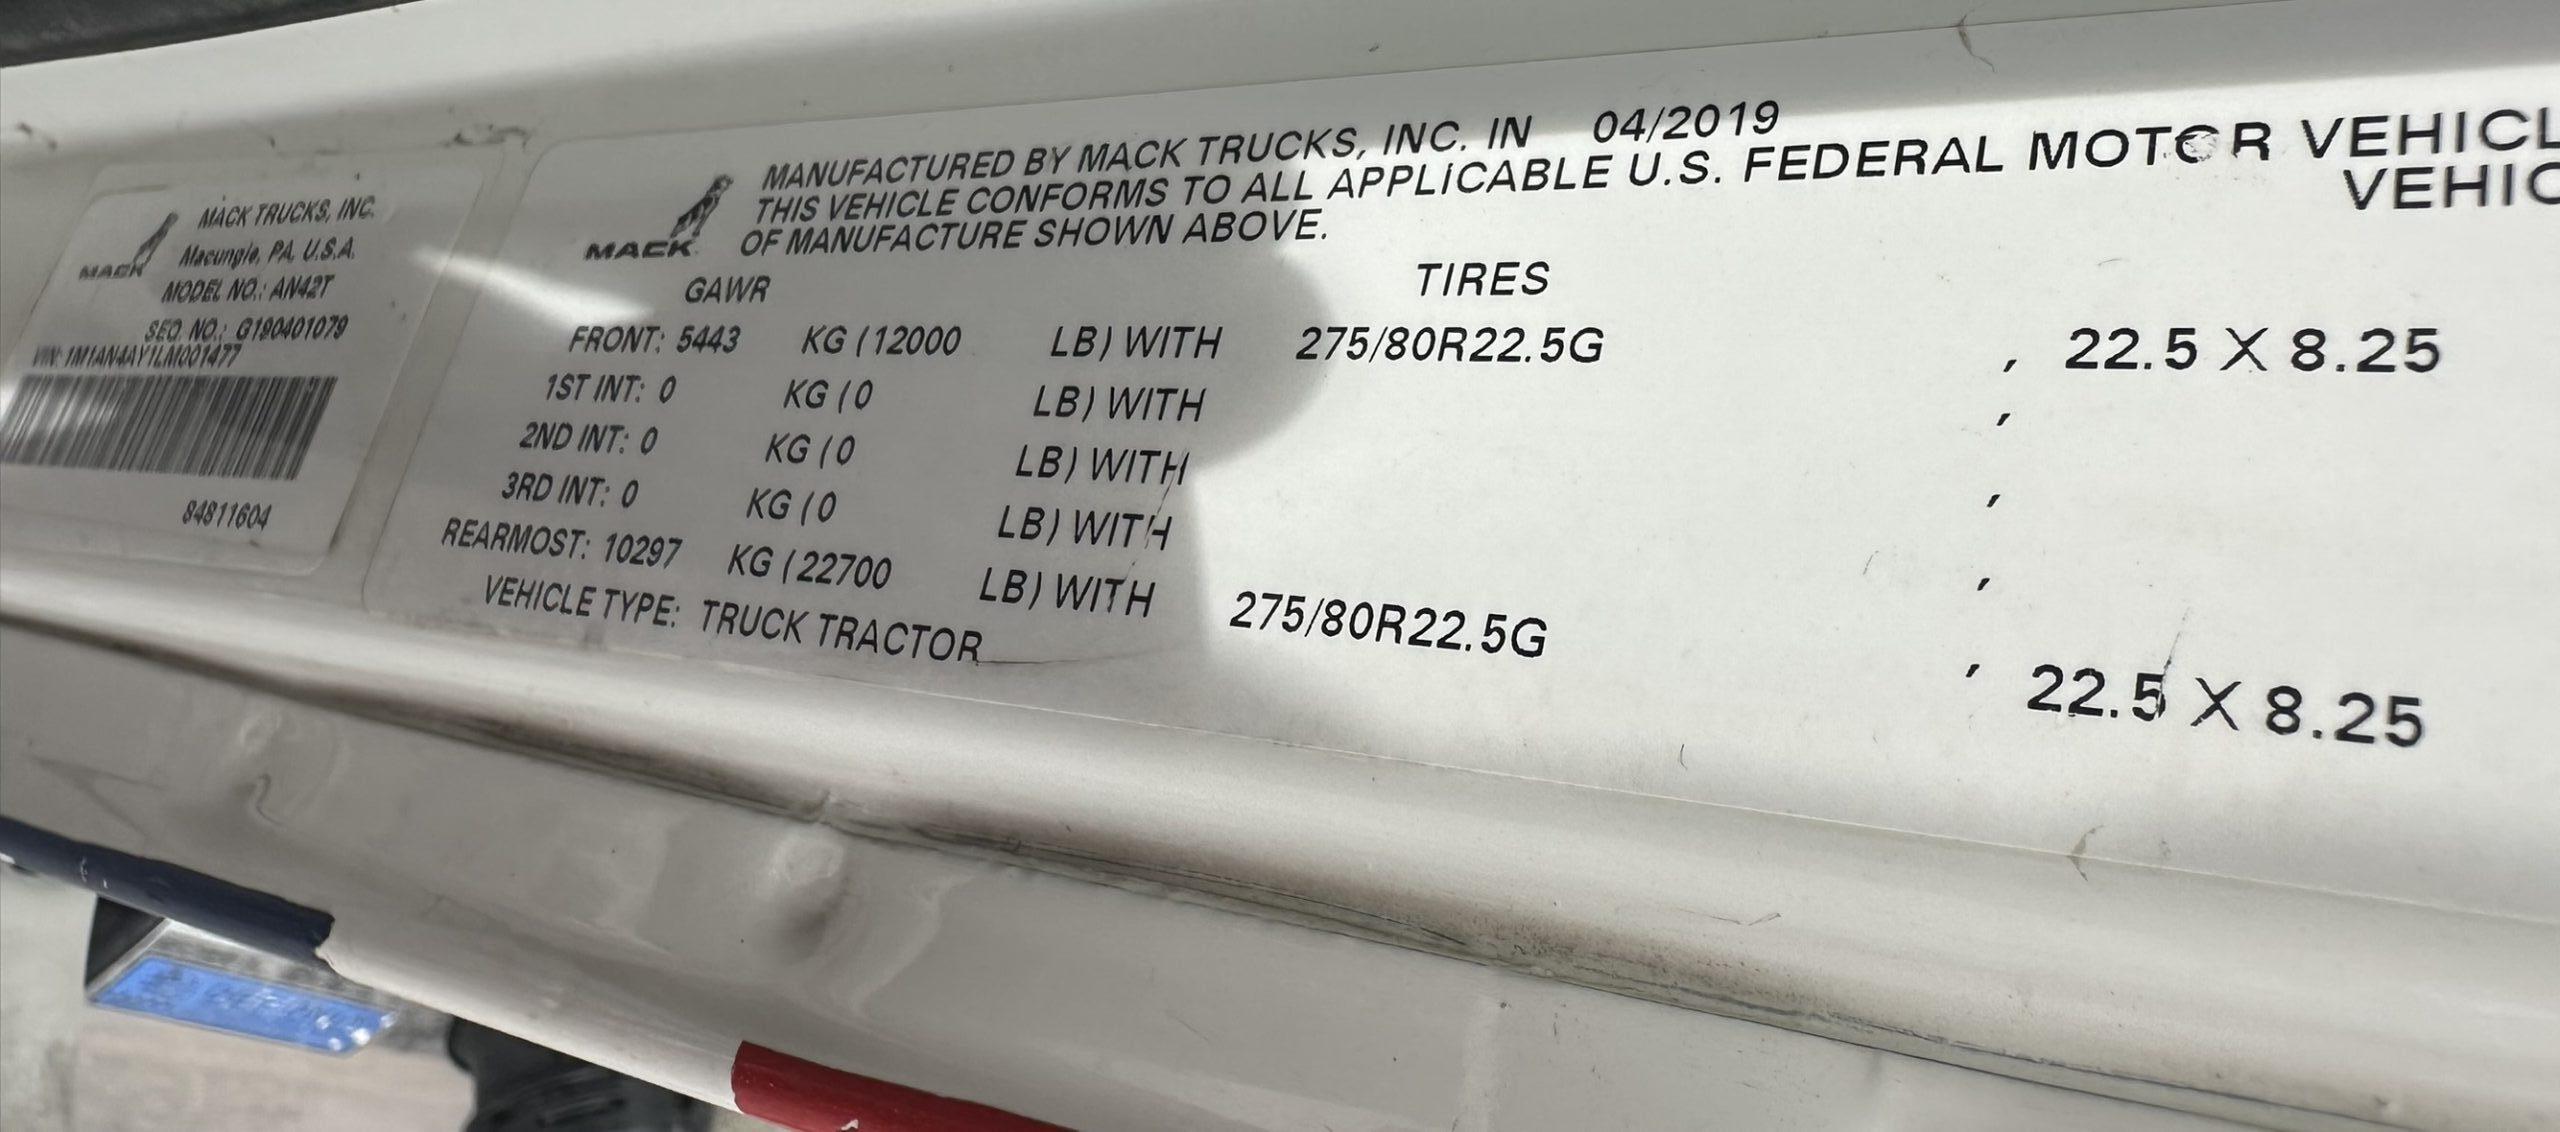 MACK
MACK TRUCKS, INC.
Macungie, PA, U.S.A.
MODEL NO.: AN42T
SEQ. NO.: G190401079
VIN: 1M1AN4AY1LM001477
84811604
MACK
MANUFACTURED BY MACK TRUCKS, INC. IN 04/2019
THIS VEHICLE CONFORMS TO ALL APPLICABLE U.S. FEDERAL MOTOR VEHICL
VEHIC
OF MANUFACTURE SHOWN ABOVE.
GAWR TIRES
FRONT: 5443 KG (12000 LB) WITH 275/80R22.5G , 22.5 X 8.25
1ST INT: 0 KG (0 LB) WITH ,
2ND INT: 0 KG (0 LB) WITH ,
3RD INT: 0 KG (0 LB) WITH ,
REARMOST: 10297 KG (22700 LB) WITH 275/80R22.5G , 22.5 X 8.25
VEHICLE TYPE: TRUCK TRACTOR